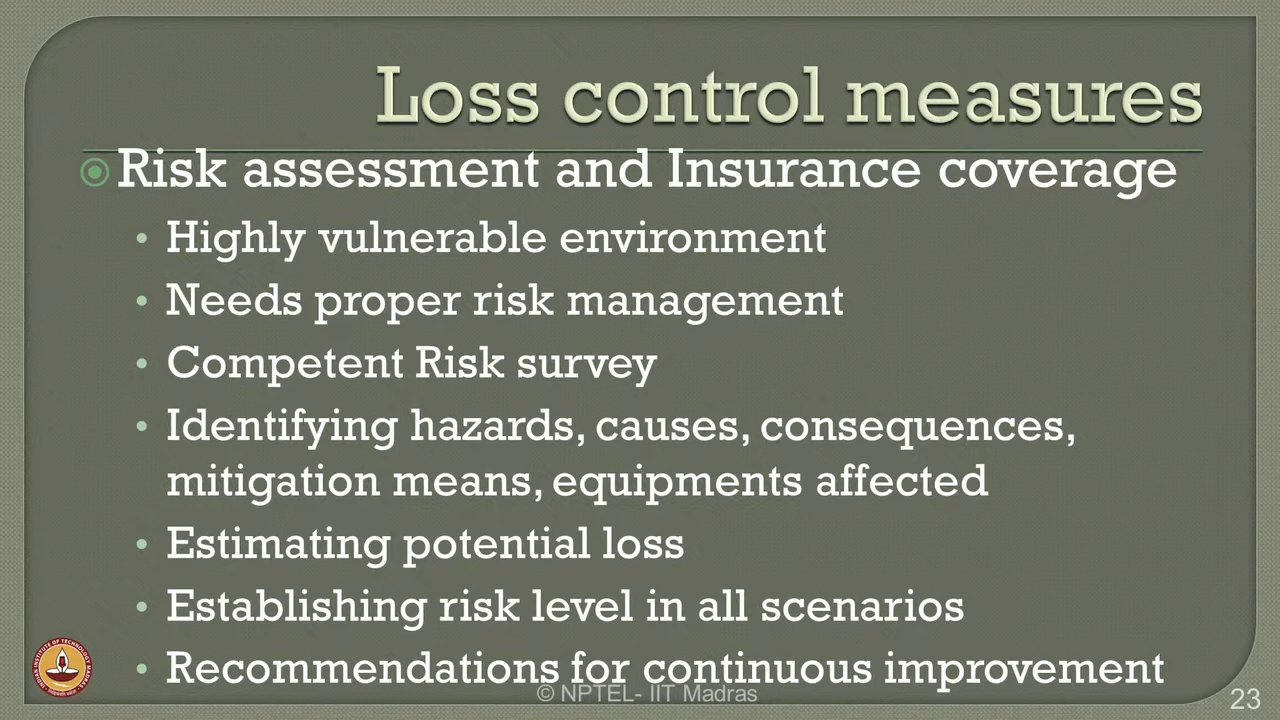 Loss control measures
Risk assessment and Insurance coverage
• Highly vulnerable environment
• Needs proper risk management
• Competent Risk survey
• Identifying hazards, causes, consequences,
mitigation means, equipments affected
• Estimating potential loss
• Establishing risk level in all scenarios
• Recommendations for continuous improvement
© NPTEL- IIT Madras
23